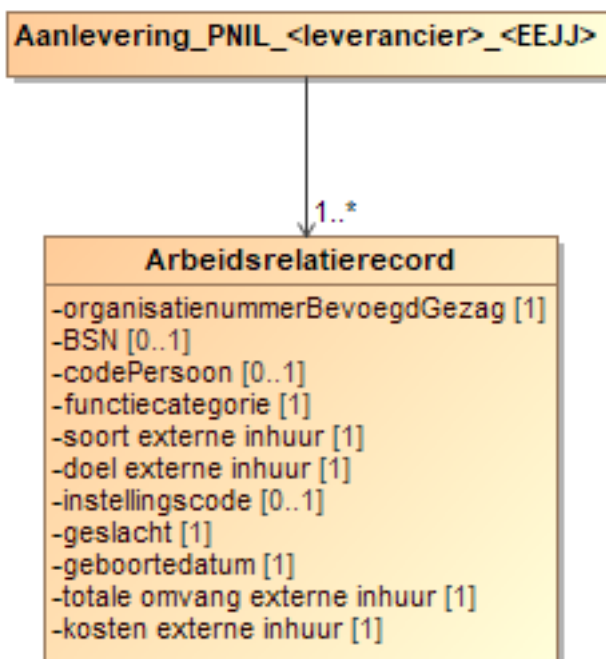 Aanlevering_PNIL_<leverancier>_<EEJJ>
1..*
Arbeidsrelatierecord
-organisatienummerBevoegdGezag [1]
-BSN [0..1]
-codePersoon [0..1]
-functiecategorie [1]
-soort externe inhuur [1]
-doel externe inhuur [1]
-instellingscode [0..1]
-geslacht [1]
-geboortedatum [1]
-totale omvang externe inhuur [1]
-kosten externe inhuur [1]